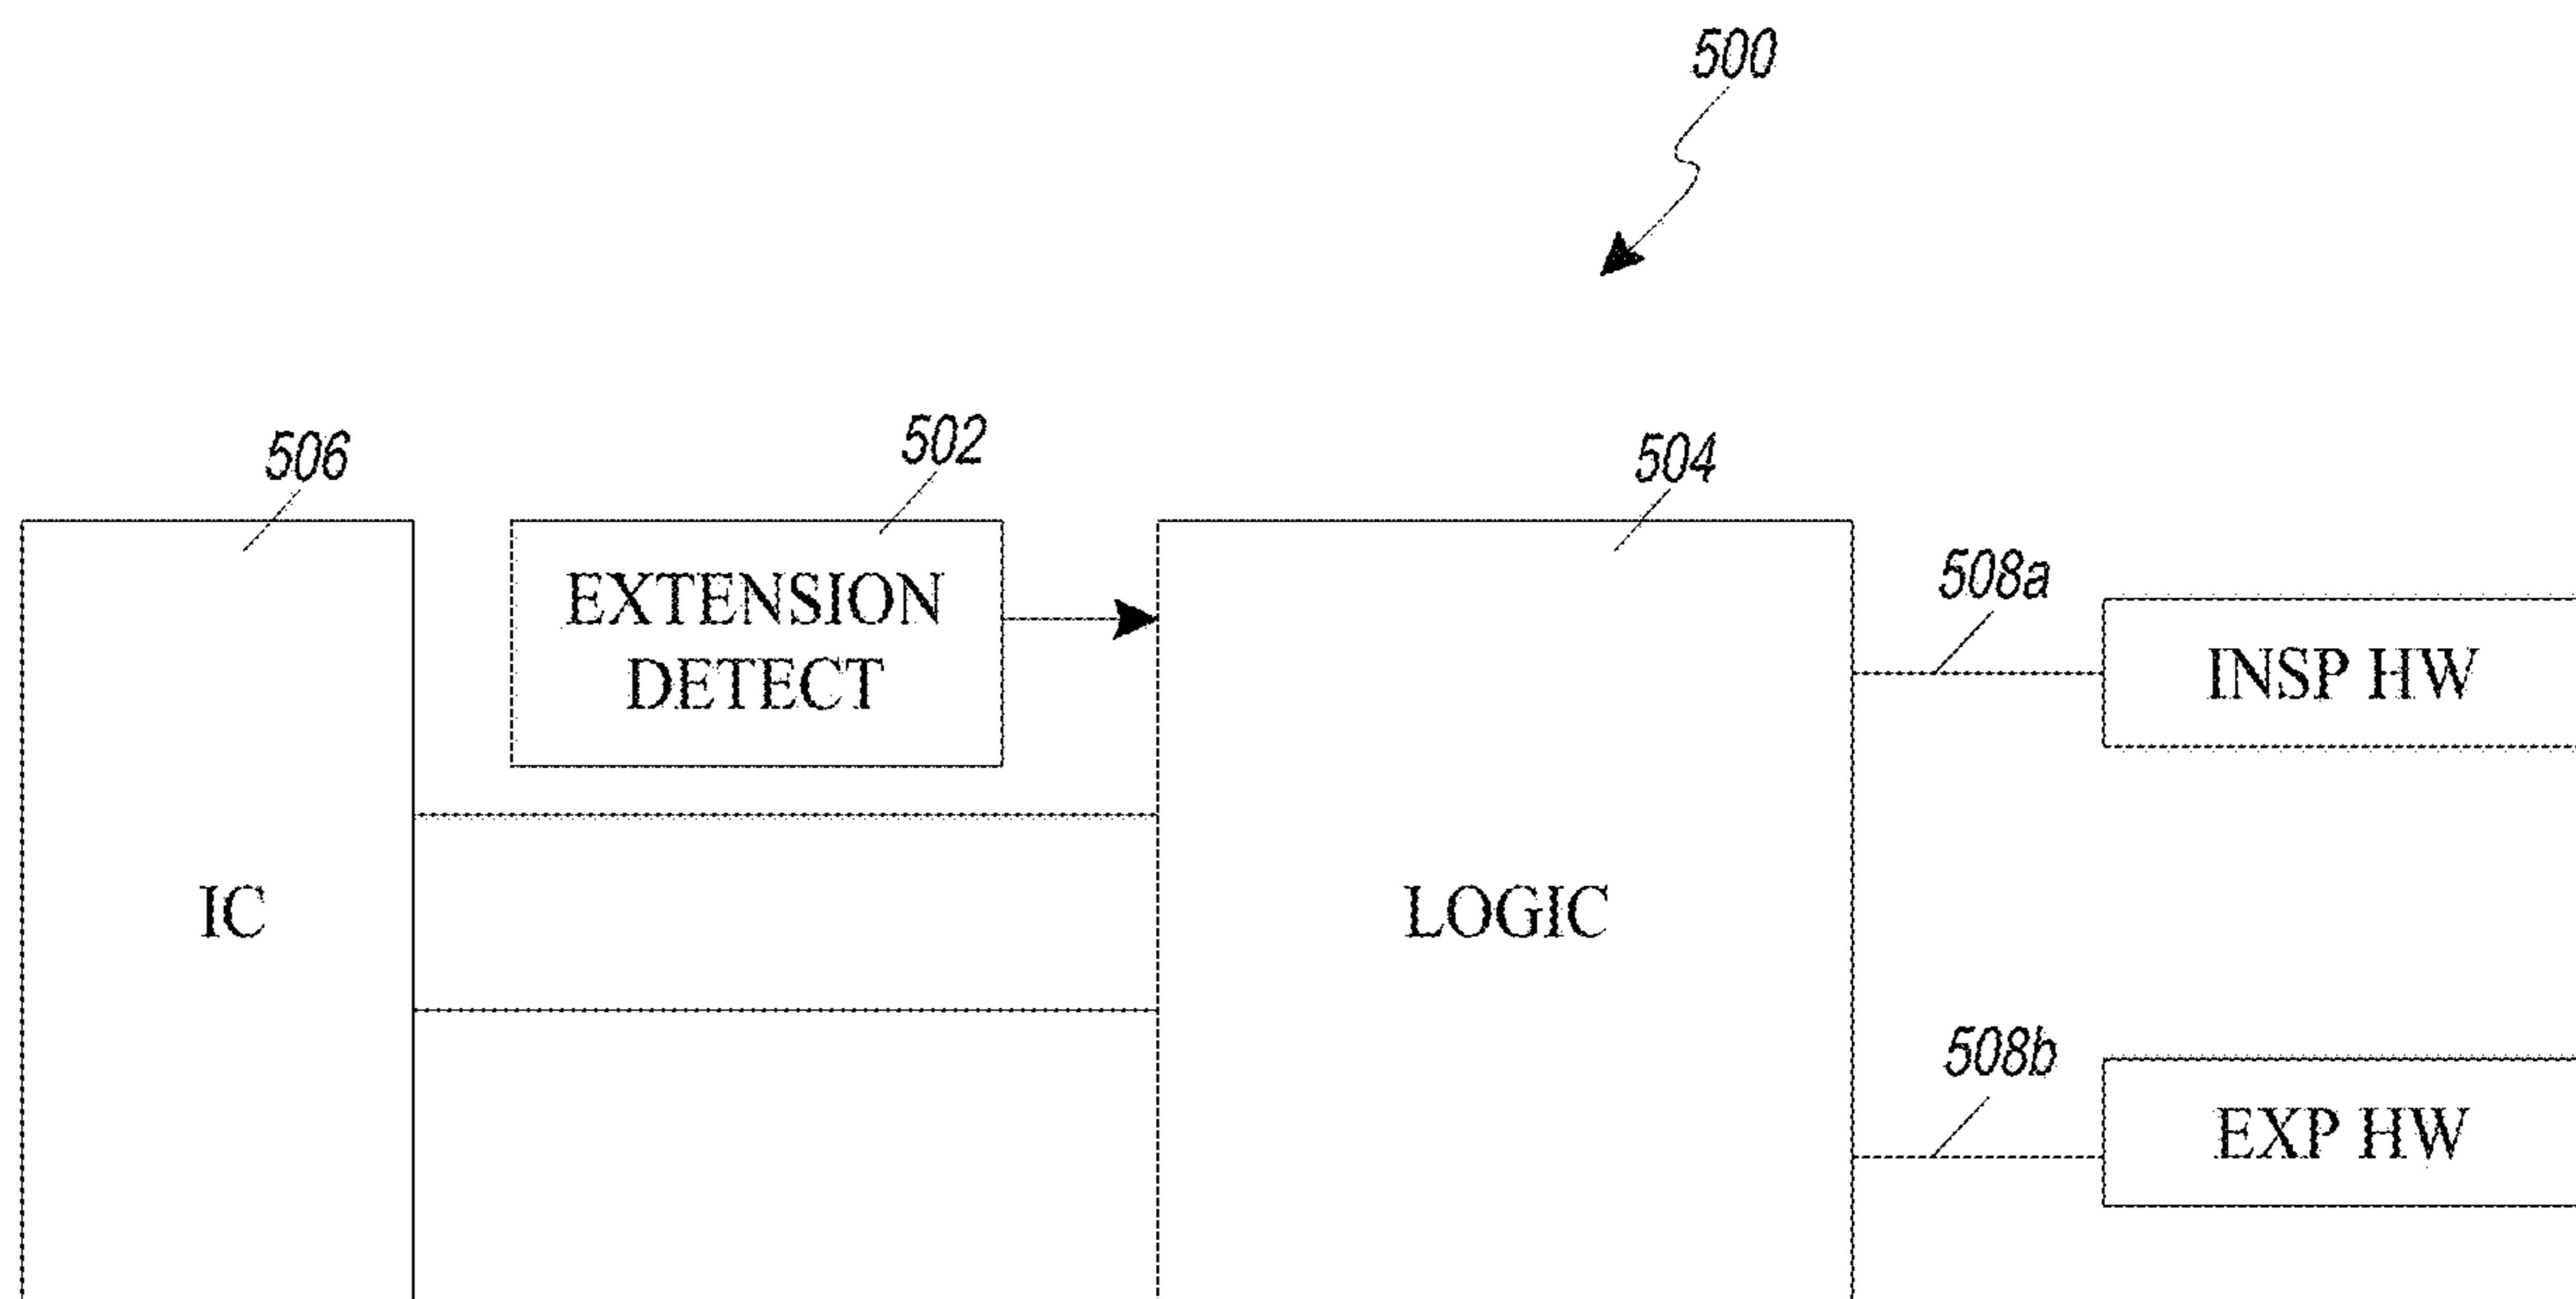 500
506
502
504
EXTENSION
DETECT
508a
INSP HW
IC
LOGIC
508b
EXP HW